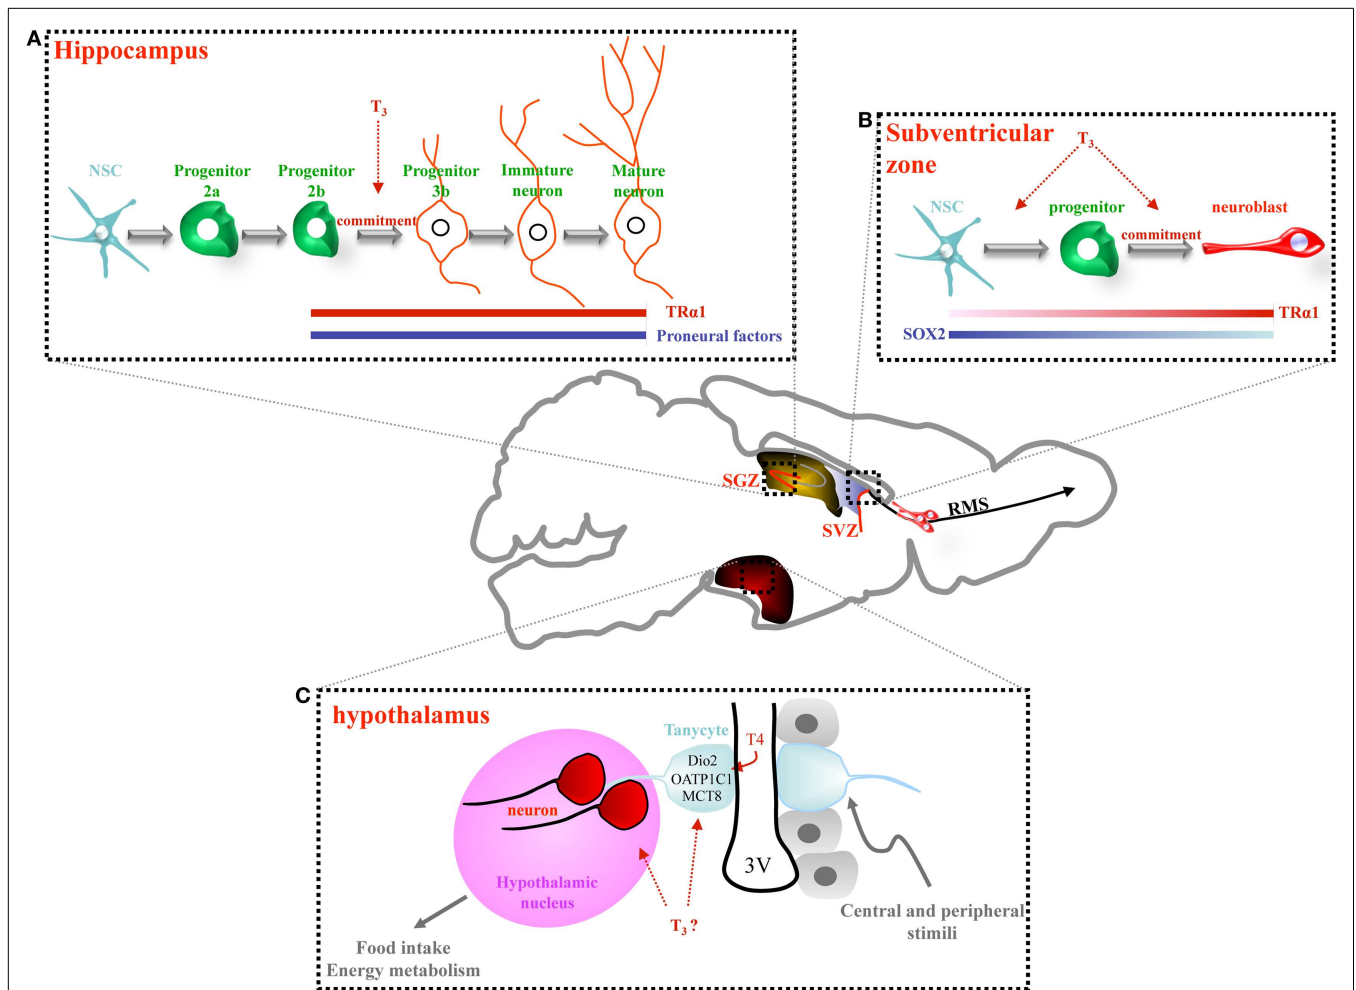 A
Hippocampus
T3
NSC
Progenitor
2a
Progenitor
2b
commitment
Progenitor
3b
Immature
neuron
Mature
neuron
TRα1
Proneural factors
B
Subventricular
zone
T3
NSC
progenitor
commitment
neuroblast
TRα1
SOX2
SGZ
SVZ
RMS
C
hypothalamus
Tanycyte
T4
Dio2
OATP1C1
MCT8
neuron
3V
Hypothalamic
nucleus
T3 ?
Central and peripheral
stimili
Food intake
Energy metabolism